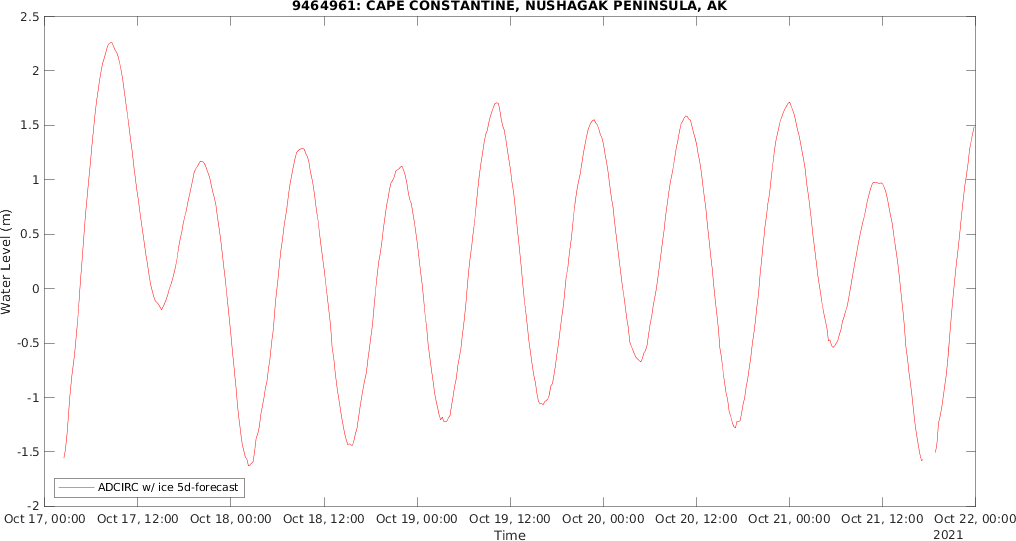 9464961: CAPE CONSTANTINE, NUSHAGAK PENINSULA, AK
2.5
2
1.5
1
0.5
0
-0.5
-1
-1.5
-2
Water Level (m)
ADCIRC w/ ice 5d-forecast
Oct 17, 00:00 Oct 17, 12:00 Oct 18, 00:00 Oct 18, 12:00 Oct 19, 00:00 Oct 19, 12:00 Oct 20, 00:00 Oct 20, 12:00 Oct 21, 00:00 Oct 21, 12:00 Oct 22, 00:00
Time
2021